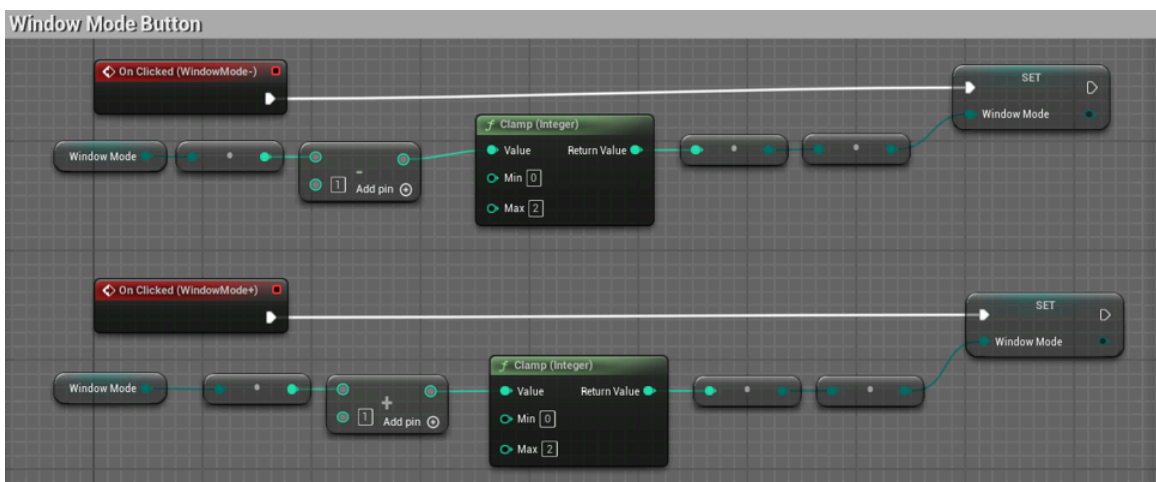 Window Mode Button
On Clicked (WindowMode-)
SET
Window Mode
Window Mode
-
1 Add pin
f Clamp (Integer)
Value Return Value
Min 0
Max 2
On Clicked (WindowMode+)
SET
Window Mode
Window Mode
+
1 Add pin
f Clamp (Integer)
Value Return Value
Min 0
Max 2